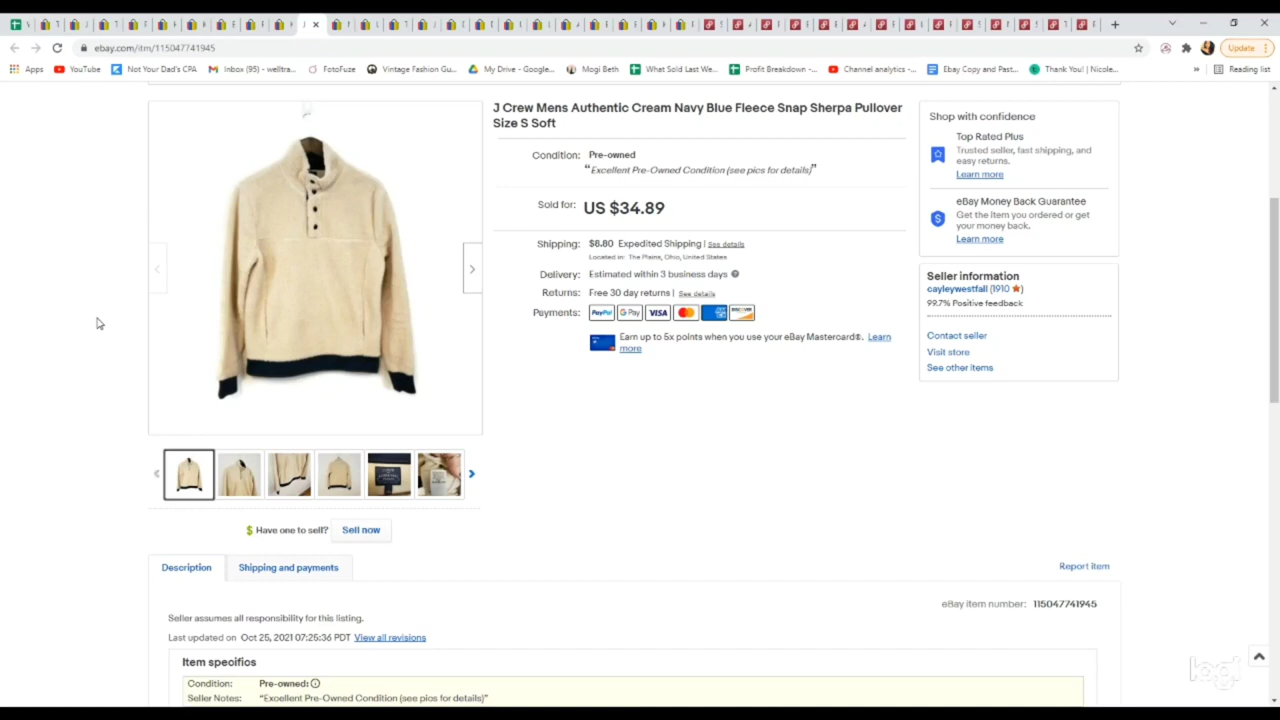 ebay.com/itm/115047741945
Update
Apps
YouTube
Not Your Dad's CPA
Inbox (95) - welltra...
FotoFuze
Vintage Fashion Gu...
My Drive - Google...
Mogi Beth
What Sold Last We...
Profit Breakdown -...
Channel analytics -...
Ebay Copy and Past...
Thank You! | Nicole...
»
Reading list
J Crew Mens Authentic Cream Navy Blue Fleece Snap Sherpa Pullover
Size S Soft
Condition: Pre-owned
“Excellent Pre-Owned Condition (see pics for details)”
Sold for: US $34.89
Shipping: $8.80 Expedited Shipping | See details
Located in: The Plains, Ohio, United States
Delivery: Estimated within 3 business days
Returns: Free 30 day returns | See details
Payments: PayPal G Pay VISA
Earn up to 5x points when you use your eBay Mastercard®. Learn
more
Shop with confidence
Top Rated Plus
Trusted seller, fast shipping, and
easy returns.
Learn more
eBay Money Back Guarantee
Get the item you ordered or get
your money back.
Learn more
Seller information
cayleywestfall (1910 ★)
99.7% Positive feedback
Contact seller
Visit store
See other items
$ Have one to sell? Sell now
Description
Shipping and payments
Report item
eBay item number: 115047741945
Seller assumes all responsibility for this listing.
Last updated on Oct 25, 2021 07:25:36 PDT View all revisions
Item specifics
Condition: Pre-owned:
Seller Notes: “Excellent Pre-Owned Condition (see pics for details)”
logi